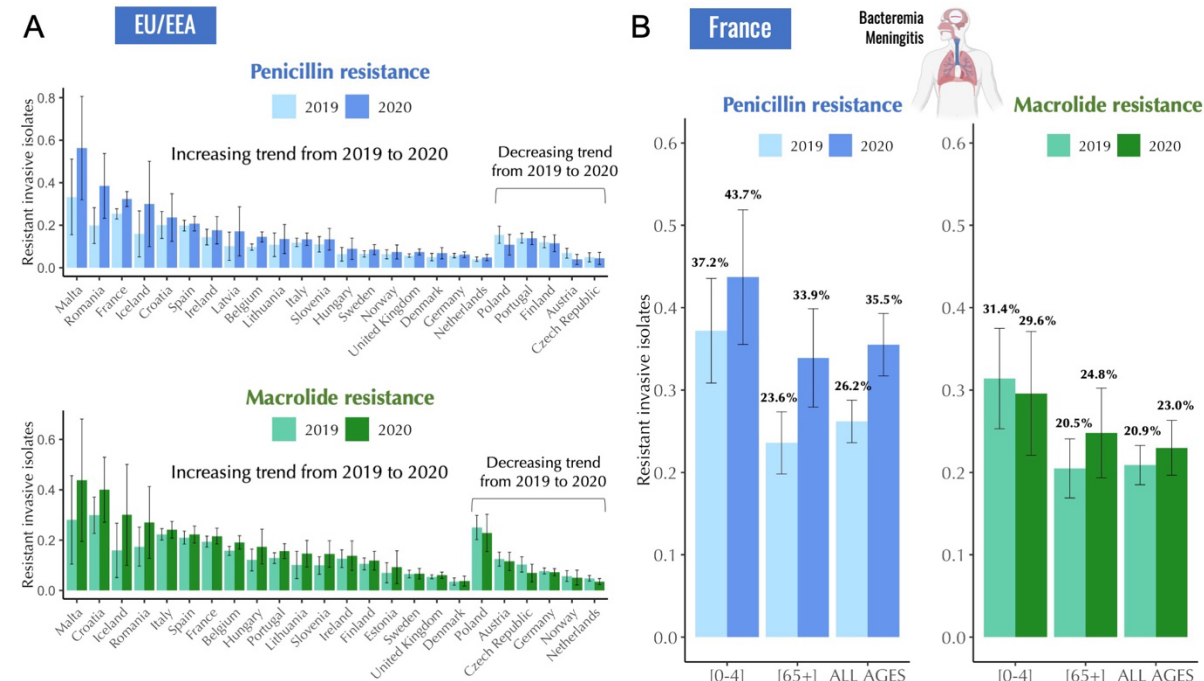 A
EU/EEA
Penicillin resistance
2019
2020
Increasing trend from 2019 to 2020
Decreasing trend
from 2019 to 2020
Resistant invasive isolates
0.8
0.6
0.4
0.2
0.0
Malta
Romania
France
Iceland
Croatia
Spain
Ireland
Latvia
Belgium
Lithuania
Italy
Slovenia
Hungary
Sweden
Norway
United Kingdom
Denmark
Germany
Netherlands
Poland
Portugal
Finland
Austria
Czech Republic
Macrolide resistance
2019
2020
Increasing trend from 2019 to 2020
Decreasing trend
from 2019 to 2020
Resistant invasive isolates
0.6
0.4
0.2
0.0
Malta
Croatia
Iceland
Romania
Italy
Spain
France
Belgium
Hungary
Portugal
Lithuania
Slovenia
Ireland
Finland
Estonia
Sweden
United Kingdom
Denmark
Poland
Austria
Czech Republic
Germany
Norway
Netherlands
B
France
Bacteremia
Meningitis
Penicillin resistance
2019
2020
Resistant invasive isolates
0.6
0.5
0.4
0.3
0.2
0.1
0.0
37.2%
43.7%
23.6%
33.9%
26.2%
35.5%
[0-4]
[65+]
ALL AGES
Macrolide resistance
2019
2020
0.6
0.5
0.4
0.3
0.2
0.1
0.0
31.4%
29.6%
20.5%
24.8%
20.9%
23.0%
[0-4]
[65+]
ALL AGES